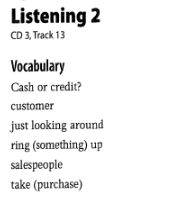 Listening 2
CD 3, Track 13
Vocabulary
Cash or credit?
customer
just looking around
ring (something) up
salespeople
take (purchase)